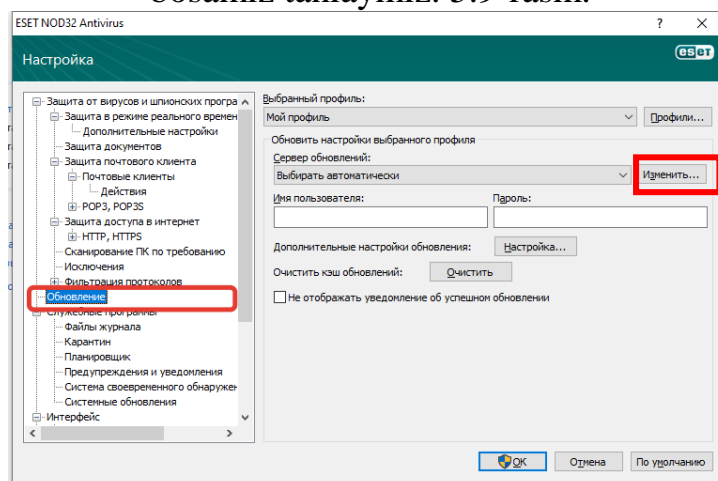 ESET NOD32 Antivirus
? ×
Настройка
eseT
Защита от вирусов и шпионских програ
Защита в режиме реального времен
Дополнительные настройки
Защита документов
Защита почтового клиента
Почтовые клиенты
Действия
POP3, POP3S
Защита доступа в интернет
HTTP, HTTPS
Сканирование ПК по требованию
Исключения
Фильтрация протоколов
Обновление
Служебные программы
Файлы журнала
Карантин
Планировщик
Предупреждения и уведомления
Система своевременного обнаружен
Системные обновления
Интерфейс
Выбранный профиль:
Мой профиль
Профили...
Обновить настройки выбранного профиля
Сервер обновлений:
Выбирать автоматически
Изменить...
Имя пользователя: Пароль:
Дополнительные настройки обновления: Настройка...
Очистить кэш обновлений: Очистить
Не отображать уведомление об успешном обновлении
OK Отмена По умолчанию